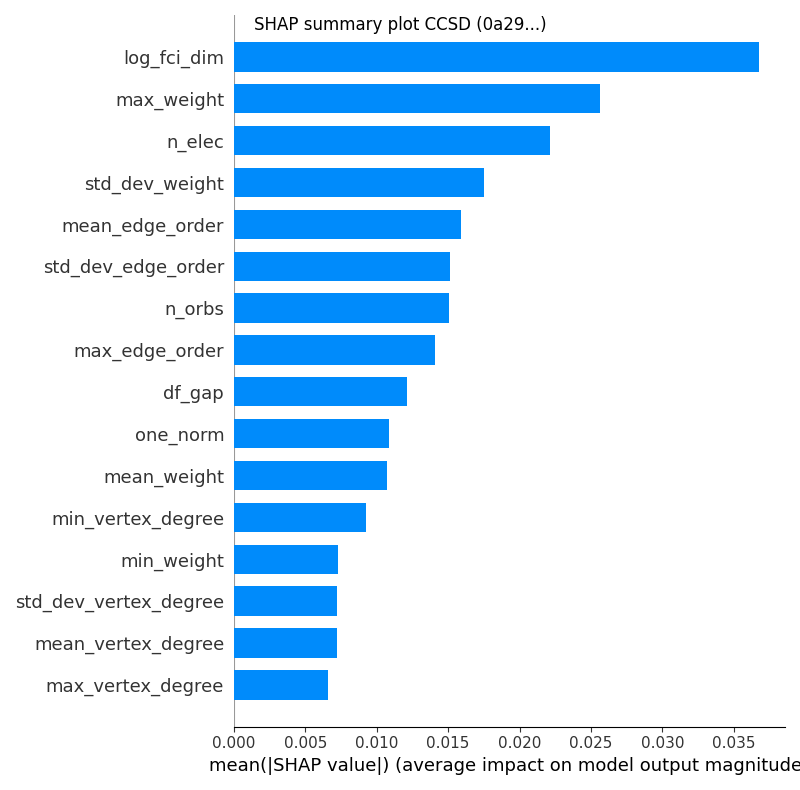 SHAP summary plot CCSD (0a29...)
log_fci_dim
max_weight
n_elec
std_dev_weight
mean_edge_order
std_dev_edge_order
n_orbs
max_edge_order
df_gap
one_norm
mean_weight
min_vertex_degree
min_weight
std_dev_vertex_degree
mean_vertex_degree
max_vertex_degree
0.000 0.005 0.010 0.015 0.020 0.025 0.030 0.035
mean(|SHAP value|) (average impact on model output magnitude